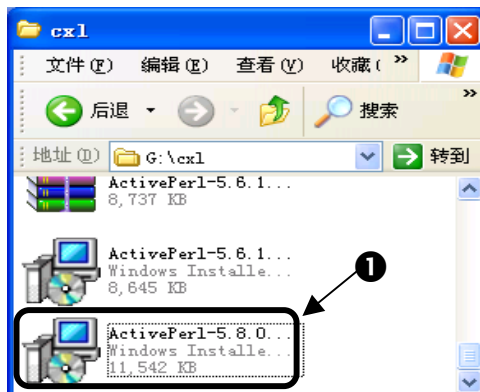 cxl
文件(F) 编辑(E) 查看(V) 收藏( »
后退 搜索 »
地址(D) G:\cxl 转到
ActivePerl-5.6.1...
8,737 KB
ActivePerl-5.6.1...
Windows Installe...
8,645 KB
❶
ActivePerl-5.8.0...
Windows Installe...
11,542 KB